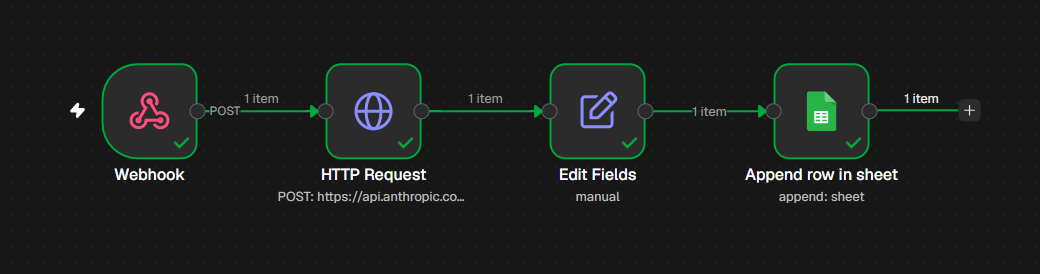 POST
1 item
1 item
1 item
1 item
Webhook
HTTP Request
Edit Fields
Append row in sheet
POST: https://api.anthropic.co...
manual
append: sheet